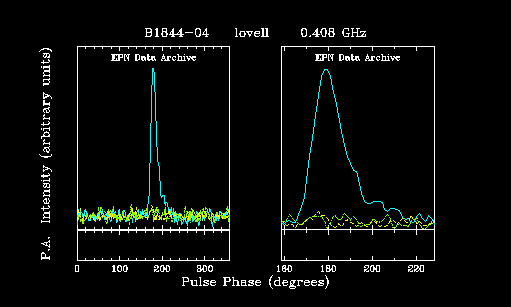 B1844-04 lovell 0.408 GHz
EPN Data Archive EPN Data Archive
P.A. Intensity (arbitrary units)
0 100 200 300 160 180 200 220
Pulse Phase (degrees)